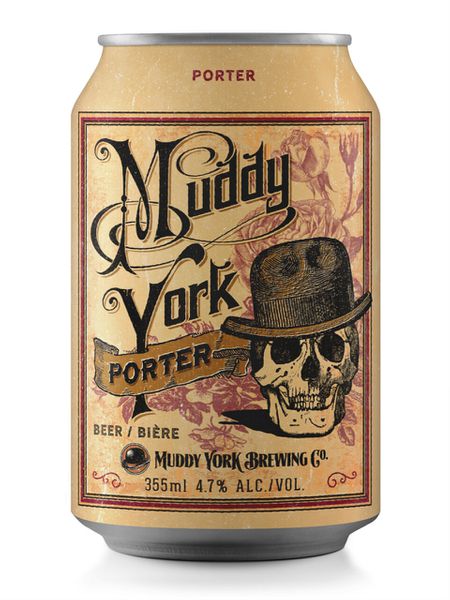 PORTER
Muddy
York
PORTER
BEER / BIÈRE
MUDDY YORK BREWING CO.
355ml 4.7% ALC./VOL.